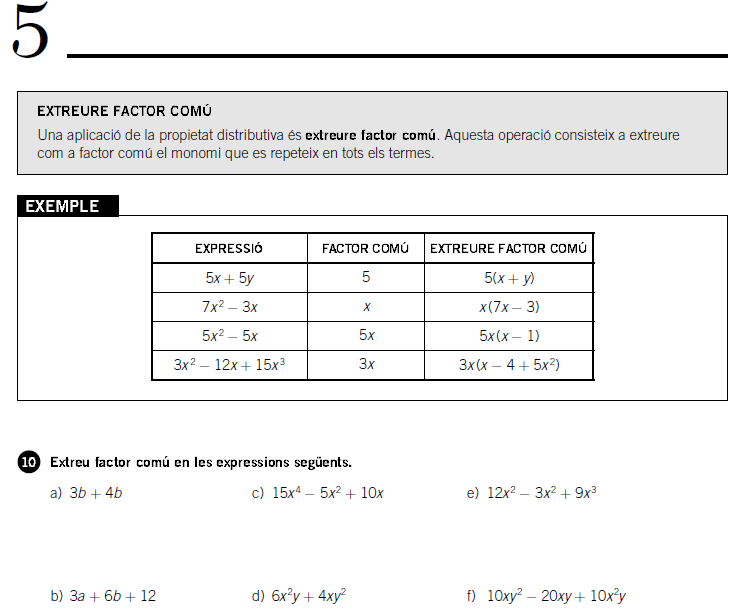 5
EXTREURE FACTOR COMÚ
Una aplicació de la propietat distributiva és extreure factor comú. Aquesta operació consisteix a extreure
com a factor comú el monomi que es repeteix en tots els termes.
EXEMPLE
EXPRESSIÓ FACTOR COMÚ EXTREURE FACTOR COMÚ
5x + 5y 5 5(x + y)
7x² – 3x x x(7x – 3)
5x² – 5x 5x 5x(x – 1)
3x² – 12x + 15x³ 3x 3x(x – 4 + 5x²)
10 Extreu factor comú en les expressions següents.
a) 3b + 4b c) 15x⁴ – 5x² + 10x e) 12x² – 3x² + 9x³
b) 3a + 6b + 12 d) 6x²y + 4xy² f) 10xy² – 20xy + 10x²y